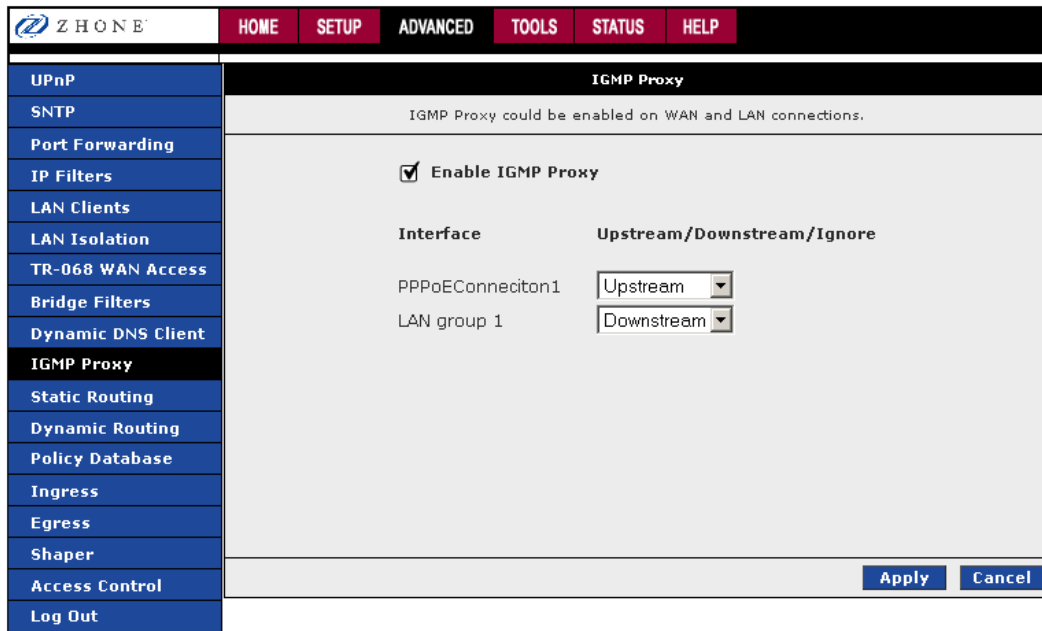 ZHONE
HOME SETUP ADVANCED TOOLS STATUS HELP
UPnP
SNTP
Port Forwarding
IP Filters
LAN Clients
LAN Isolation
TR-068 WAN Access
Bridge Filters
Dynamic DNS Client
IGMP Proxy
Static Routing
Dynamic Routing
Policy Database
Ingress
Egress
Shaper
Access Control
Log Out
IGMP Proxy
IGMP Proxy could be enabled on WAN and LAN connections.
Enable IGMP Proxy
Interface Upstream/Downstream/Ignore
PPPoEConneciton1 Upstream
LAN group 1 Downstream
Apply Cancel